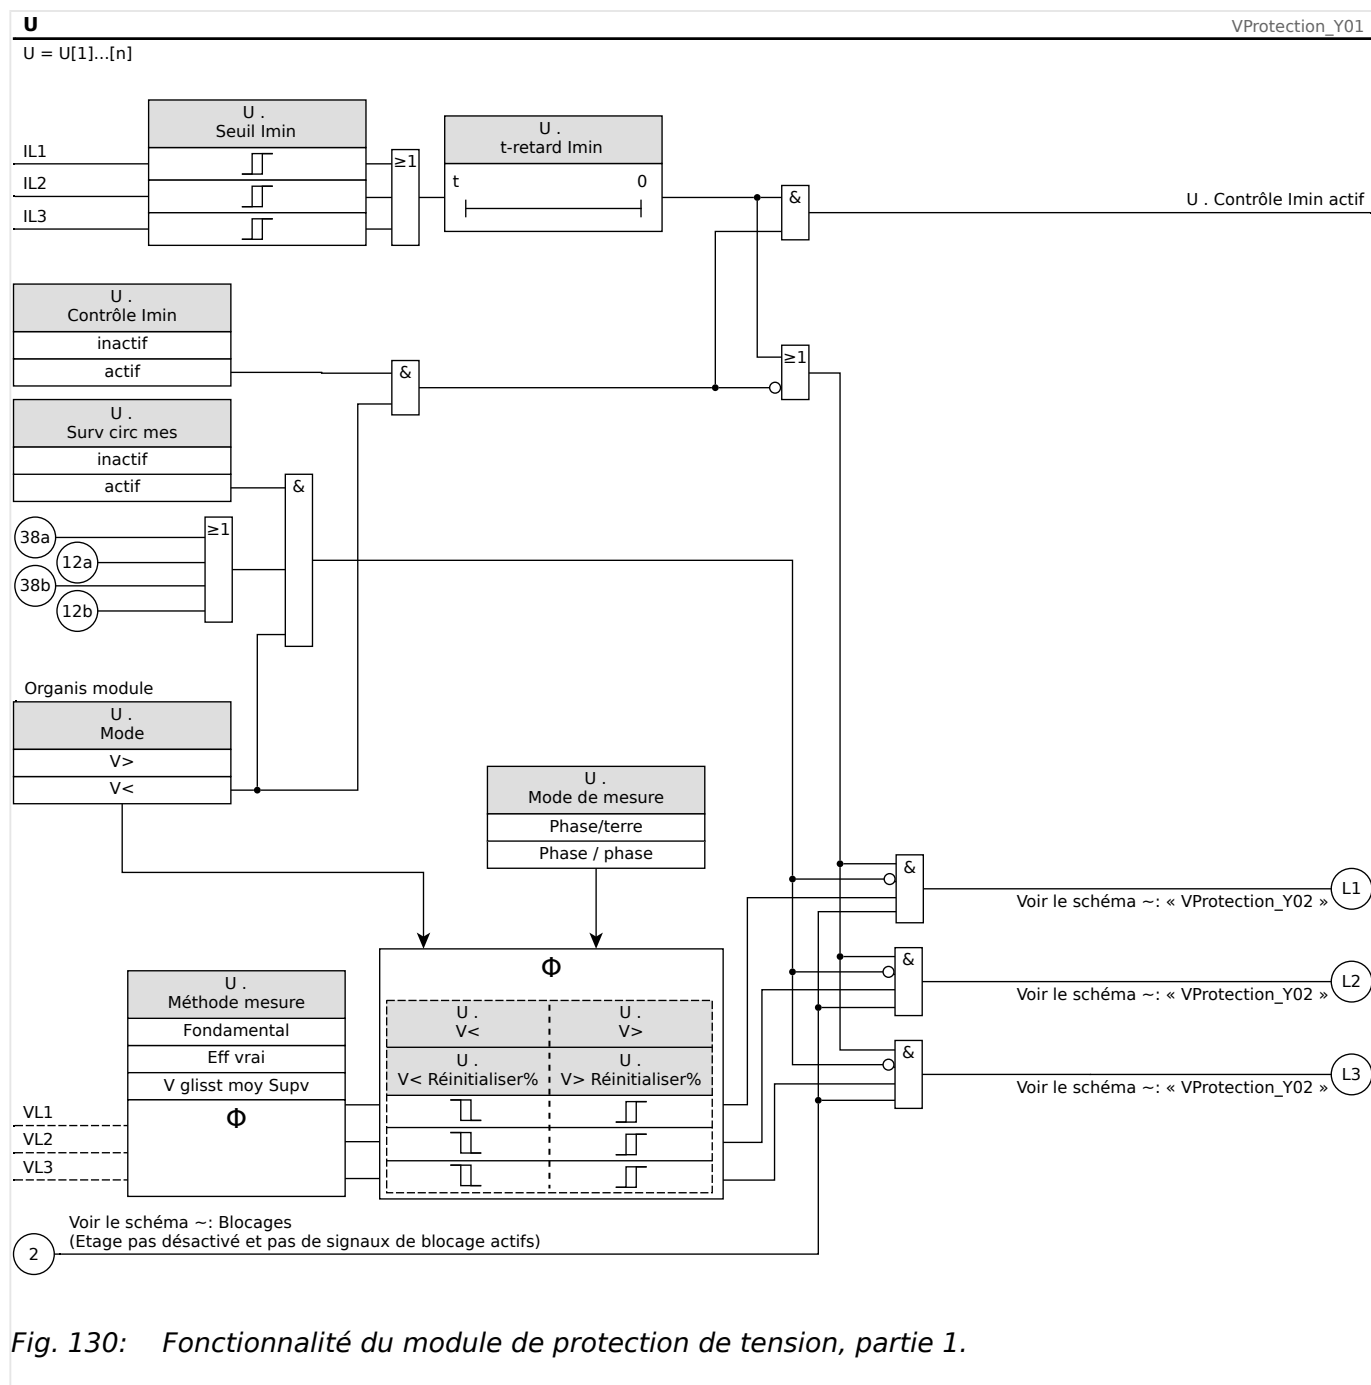 U
VProtection_Y01
U = U[1]...[n]
U .
Seuil Imin
IL1
IL2
IL3
≥1
U .
t-retard Imin
t
0
&
U . Contrôle Imin actif
U .
Contrôle Imin
inactif
actif
&
≥1
U .
Surv circ mes
inactif
actif
&
38a
12a
38b
12b
≥1
Organis module
U .
Mode
V>
V<
U .
Mode de mesure
Phase/terre
Phase / phase
&
L1
Voir le schéma ~: « VProtection_Y02 »
&
L2
Voir le schéma ~: « VProtection_Y02 »
&
L3
Voir le schéma ~: « VProtection_Y02 »
U .
Méthode mesure
Fondamental
Eff vrai
V glisst moy Supv
Φ
VL1
VL2
VL3
Φ
U .
V<
U .
V>
U .
V< Réinitialiser%
U .
V> Réinitialiser%
2
Voir le schéma ~: Blocages
(Etage pas désactivé et pas de signaux de blocage actifs)
Fig. 130: Fonctionnalité du module de protection de tension, partie 1.